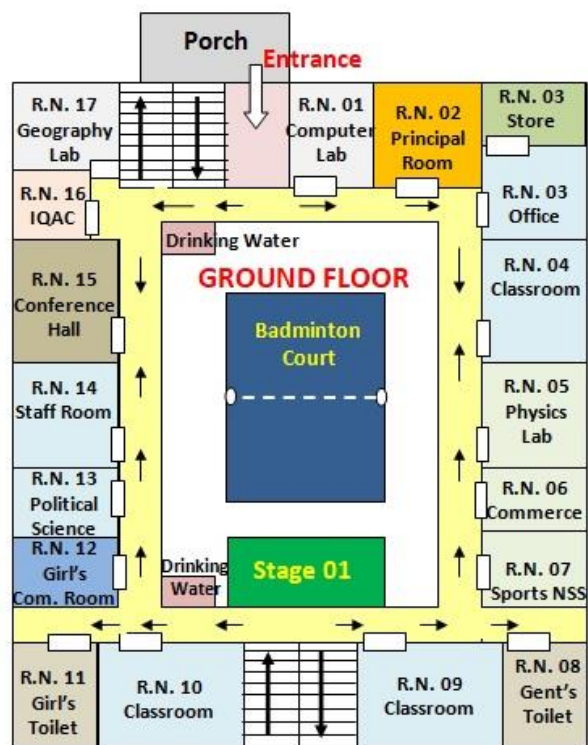 Porch
Entrance
R.N. 17
Geography
Lab
R.N. 01
Computer
Lab
R.N. 02
Principal
Room
R.N. 03
Store
R.N. 16
IQAC
R.N. 03
Office
Drinking Water
R.N. 15
Conference
Hall
GROUND FLOOR
R.N. 04
Classroom
Badminton
Court
R.N. 14
Staff Room
R.N. 05
Physics
Lab
R.N. 13
Political
Science
R.N. 06
Commerce
R.N. 12
Girl's
Com. Room
Drinking
Water
Stage 01
R.N. 07
Sports NSS
R.N. 11
Girl's
Toilet
R.N. 10
Classroom
R.N. 09
Classroom
R.N. 08
Gent's
Toilet